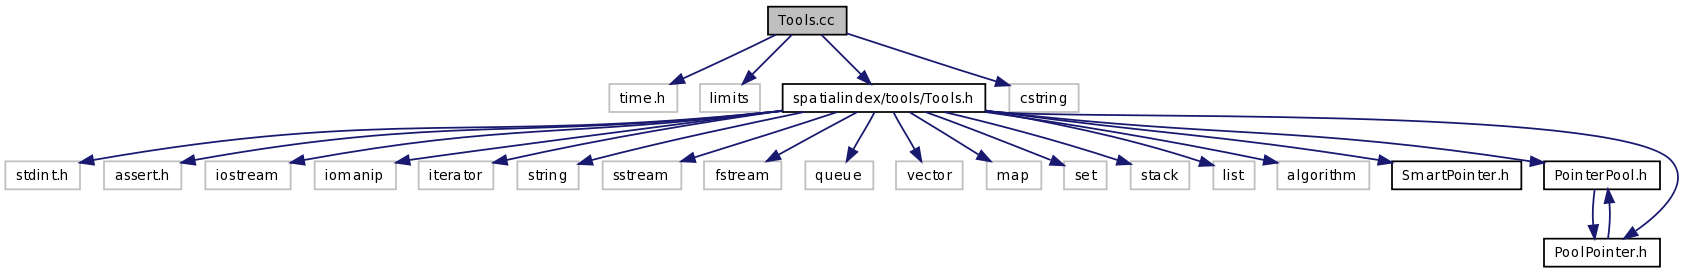 Tools.cc
time.h
limits
spatialindex/tools/Tools.h
cstring
stdint.h
assert.h
iostream
iomanip
iterator
string
sstream
fstream
queue
vector
map
set
stack
list
algorithm
SmartPointer.h
PointerPool.h
PoolPointer.h